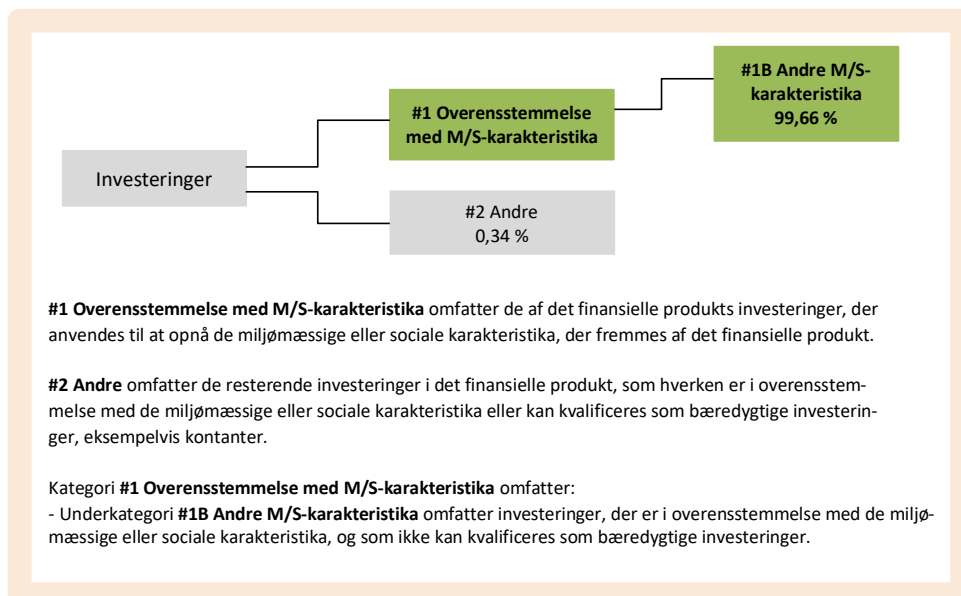 #1B Andre M/S-
karakteristika
99,66 %
#1 Overensstemmelse
med M/S-karakteristika
Investeringer
#2 Andre
0,34 %
#1 Overensstemmelse med M/S-karakteristika omfatter de af det finansielle produkts investeringer, der
anvendes til at opnå de miljømæssige eller sociale karakteristika, der fremmes af det finansielle produkt.
#2 Andre omfatter de resterende investeringer i det finansielle produkt, som hverken er i overensstem-
melse med de miljømæssige eller sociale karakteristika eller kan kvalificeres som bæredygtige investerin-
ger, eksempelvis kontanter.
Kategori #1 Overensstemmelse med M/S-karakteristika omfatter:
- Underkategori #1B Andre M/S-karakteristika omfatter investeringer, der er i overensstemmelse med de miljø-
mæssige eller sociale karakteristika, og som ikke kan kvalificeres som bæredygtige investeringer.